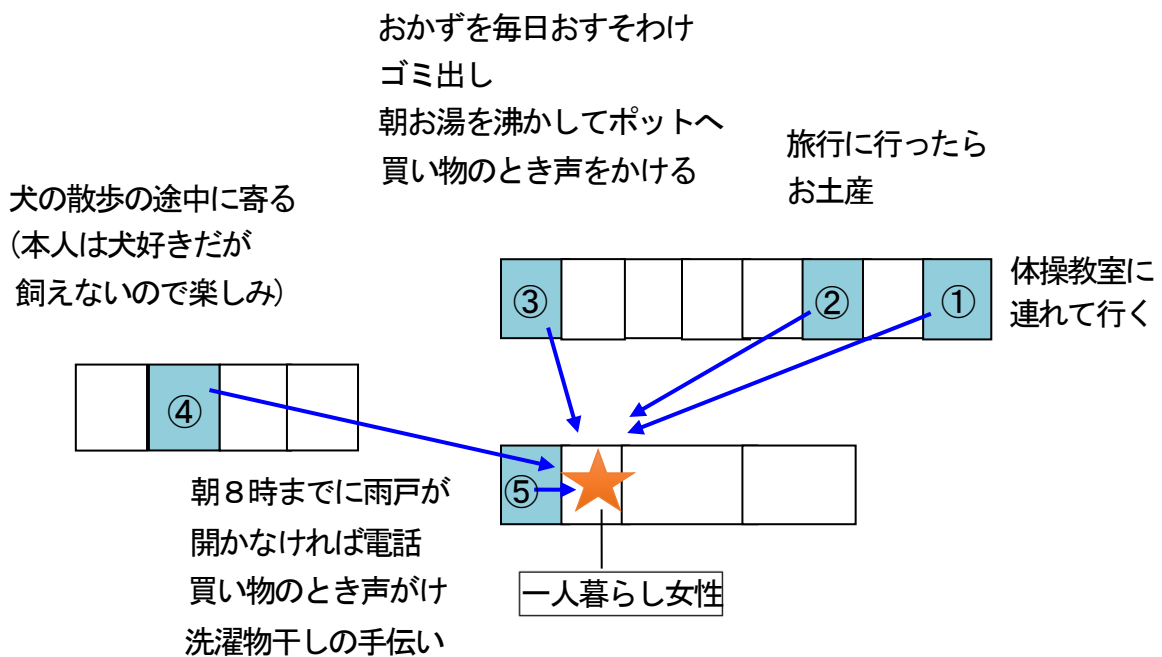 おかずを毎日おすそわけ
ゴミ出し
朝お湯を沸かしてポットへ
買い物のとき声をかける
旅行に行ったら
お土産
犬の散歩の途中に寄る
(本人は犬好きだが
飼えないので楽しみ)
③
②
①
体操教室に
連れて行く
④
⑤
朝8時までに雨戸が
開かなければ電話
買い物のとき声がけ
洗濯物干しの手伝い
一人暮らし女性